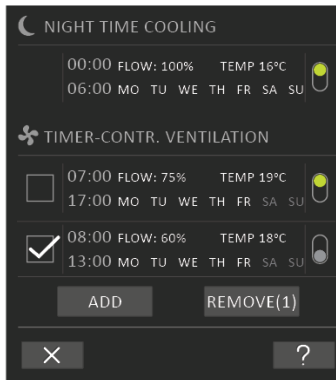 NIGHT TIME COOLING
00:00 FLOW: 100% TEMP 16°C
06:00 MO TU WE TH FR SA SU
TIMER-CONTR. VENTILATION
07:00 FLOW: 75% TEMP 19°C
17:00 MO TU WE TH FR SA SU
08:00 FLOW: 60% TEMP 18°C
13:00 MO TU WE TH FR SA SU
ADD REMOVE(1)
?